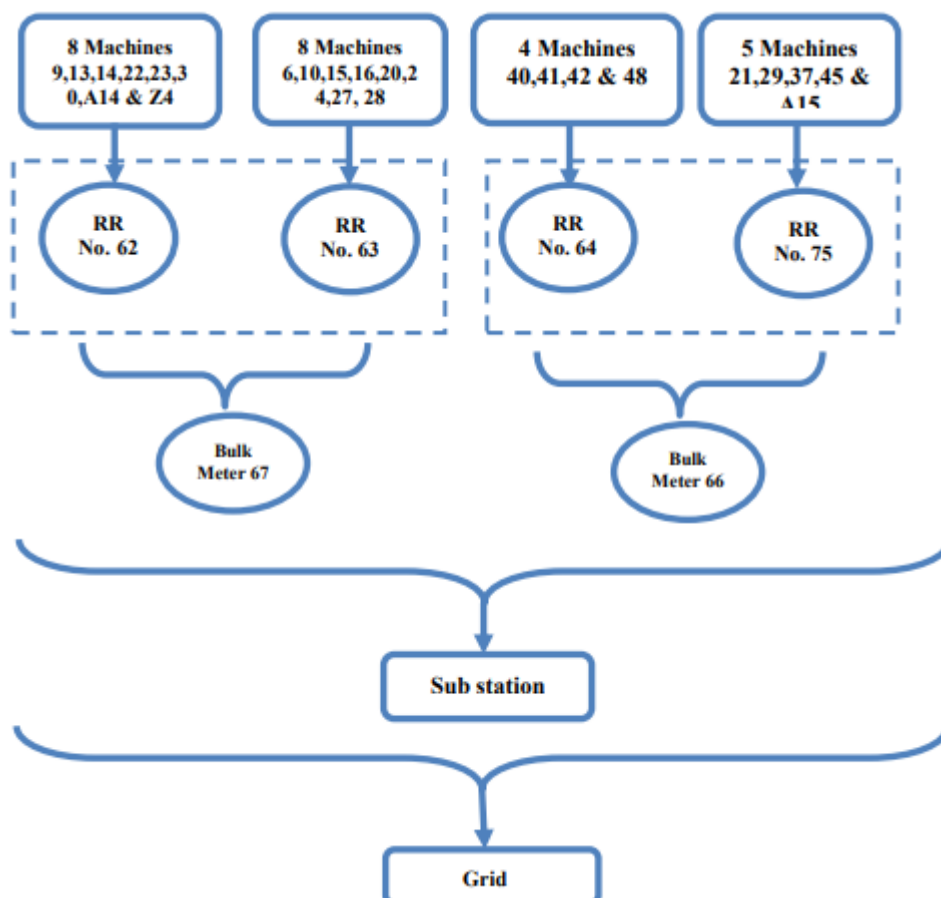 8 Machines
9,13,14,22,23,3
0,A14 & Z4
8 Machines
6,10,15,16,20,2
4,27, 28
4 Machines
40,41,42 & 48
5 Machines
21,29,37,45 &
A15
RR
No. 62
RR
No. 63
RR
No. 64
RR
No. 75
Bulk
Meter 67
Bulk
Meter 66
Sub station
Grid